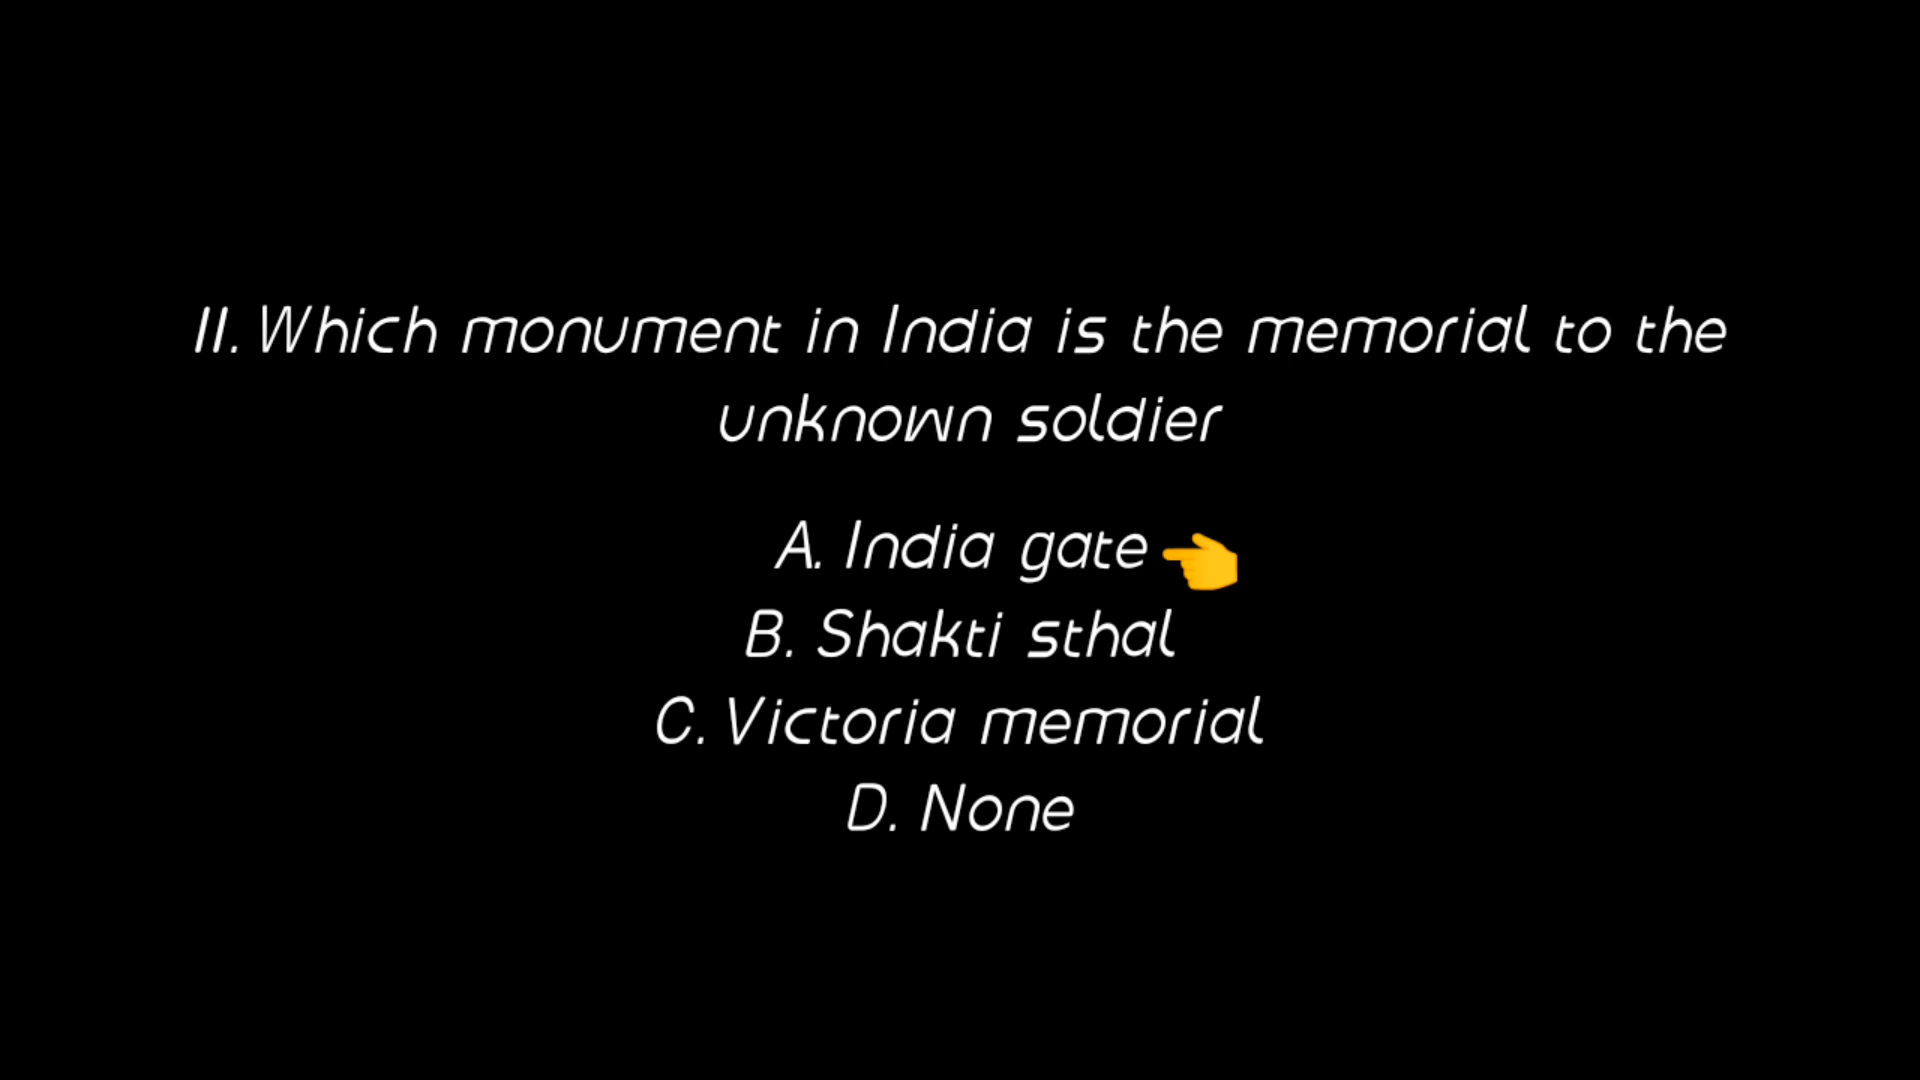 11. Which monument in India is the memorial to the
unknown soldier
A. India gate👈
B. Shakti sthal
C. Victoria memorial
D. None